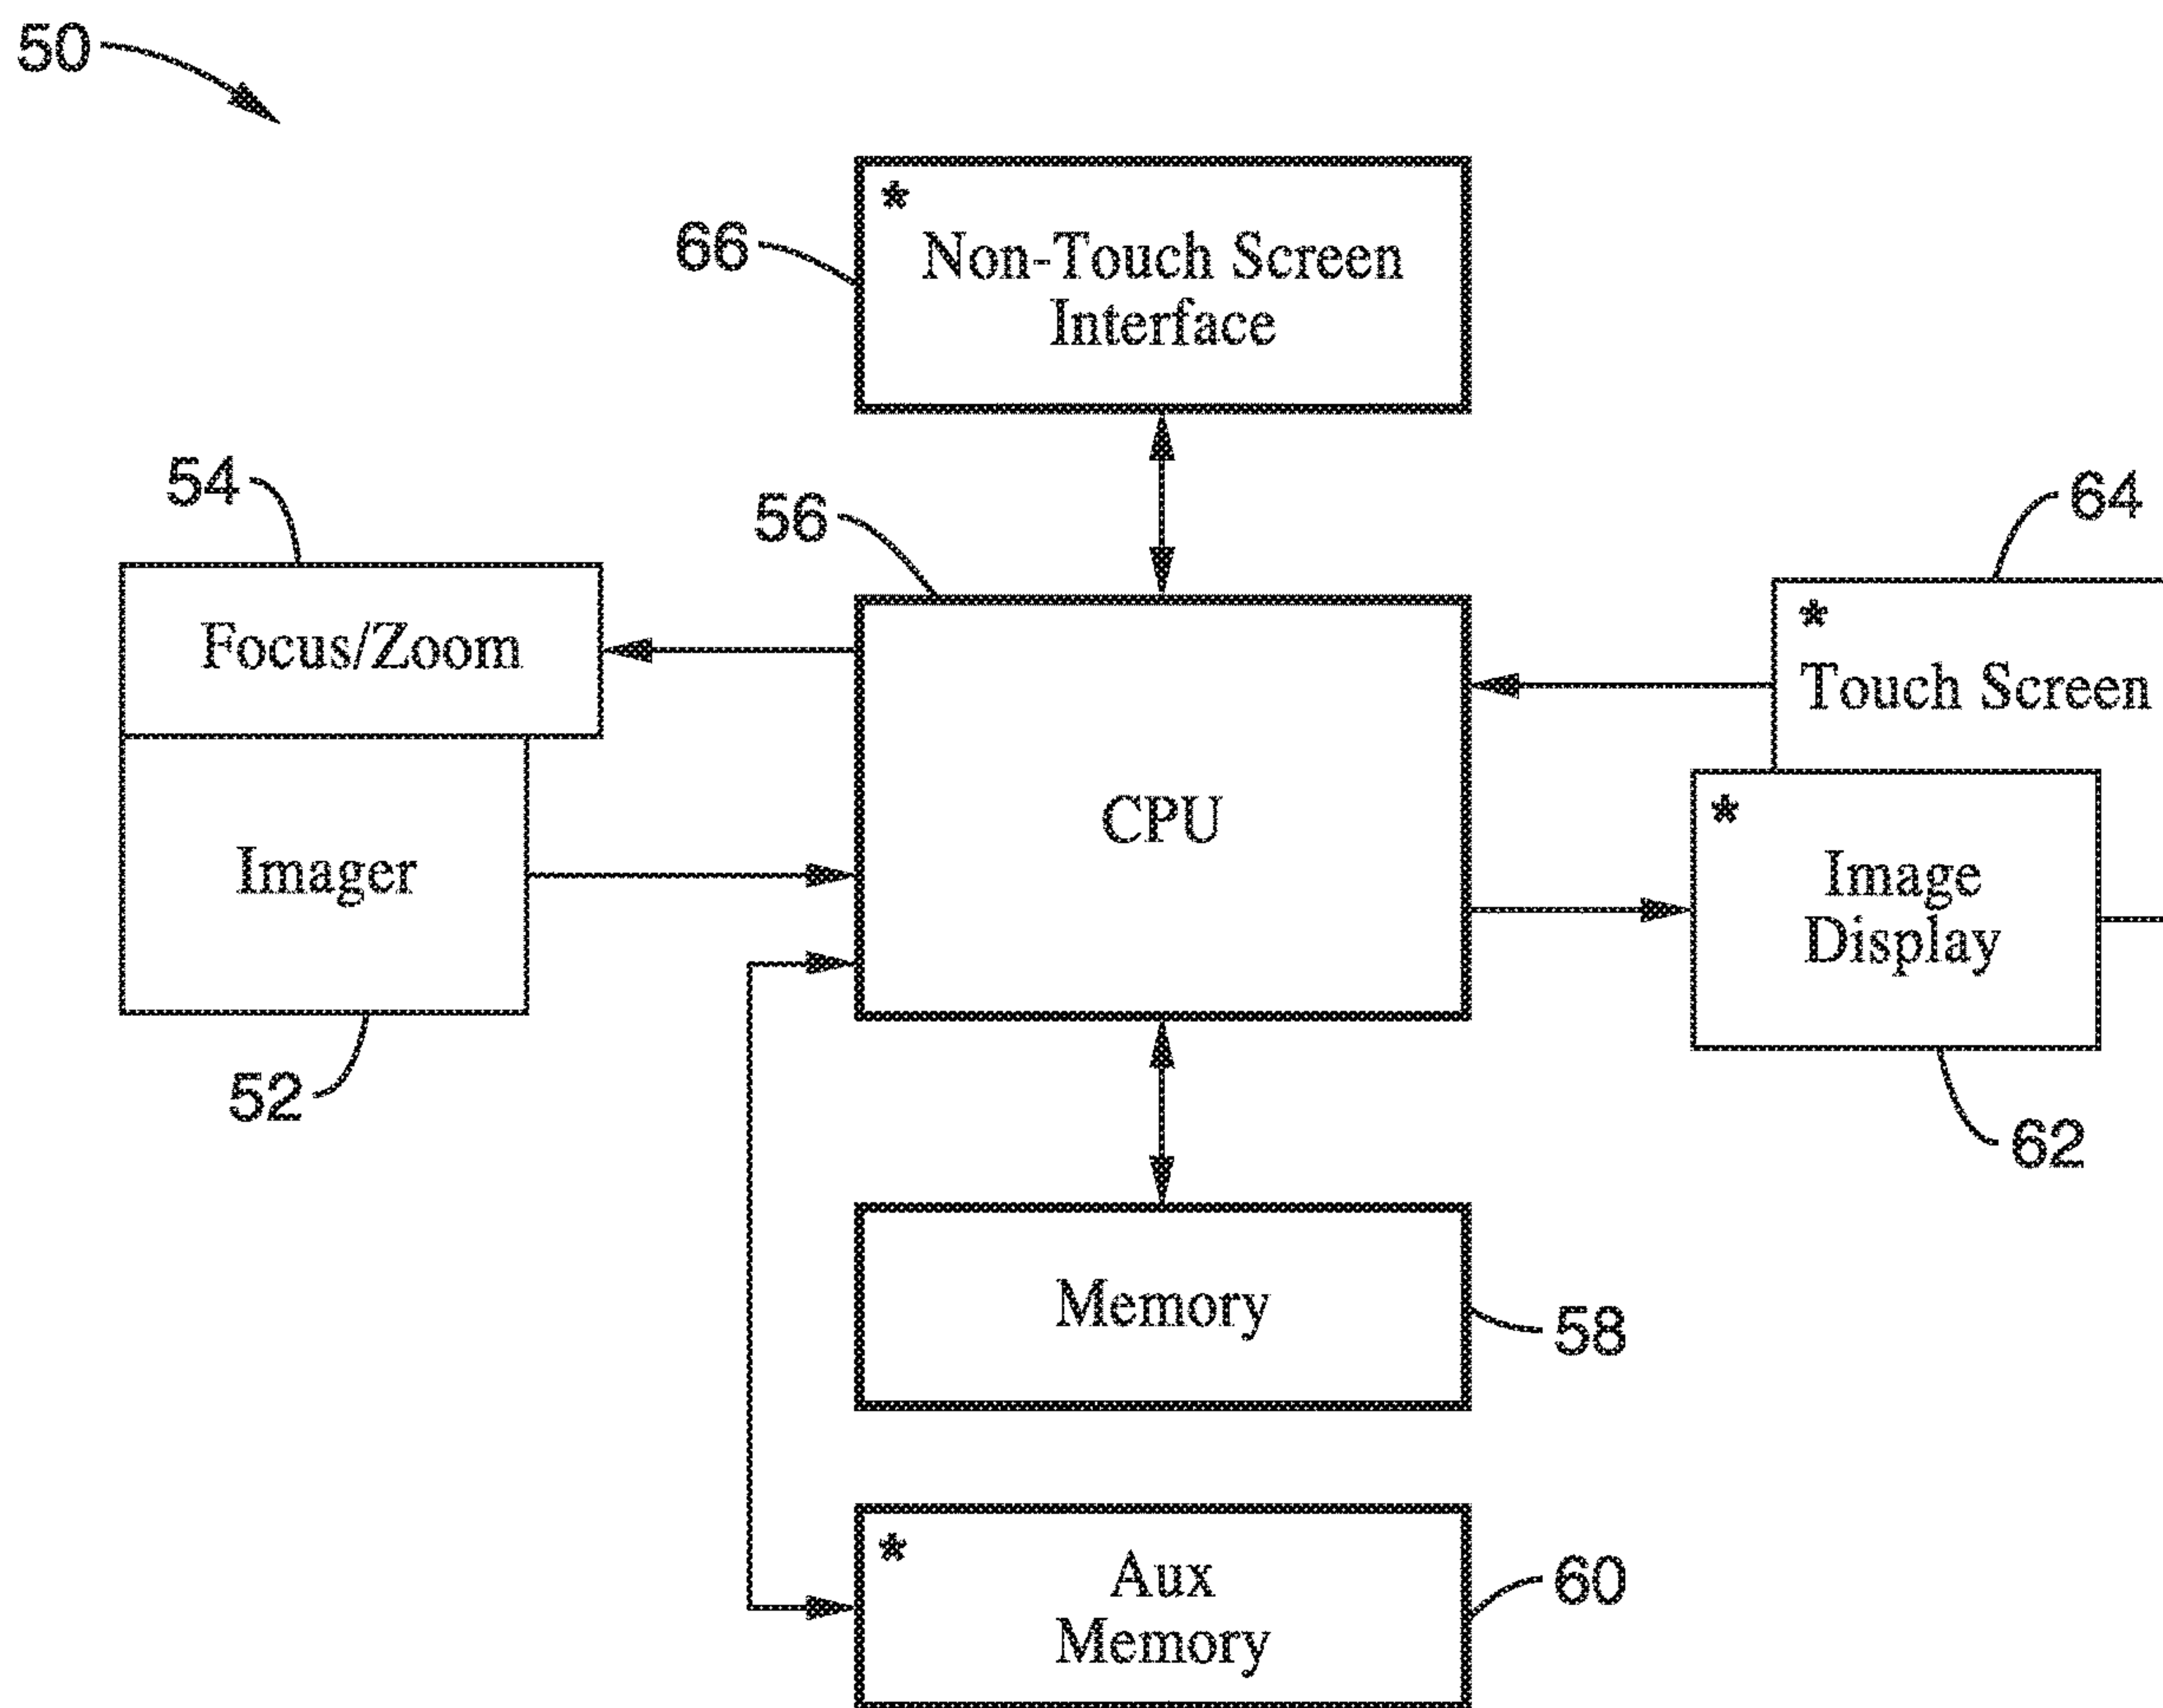 50
*
66
Non-Touch Screen
Interface
54
56
64
Focus/Zoom
*
Touch Screen
CPU
*
Imager
Image
Display
52
62
Memory
58
*
Aux
60
Memory